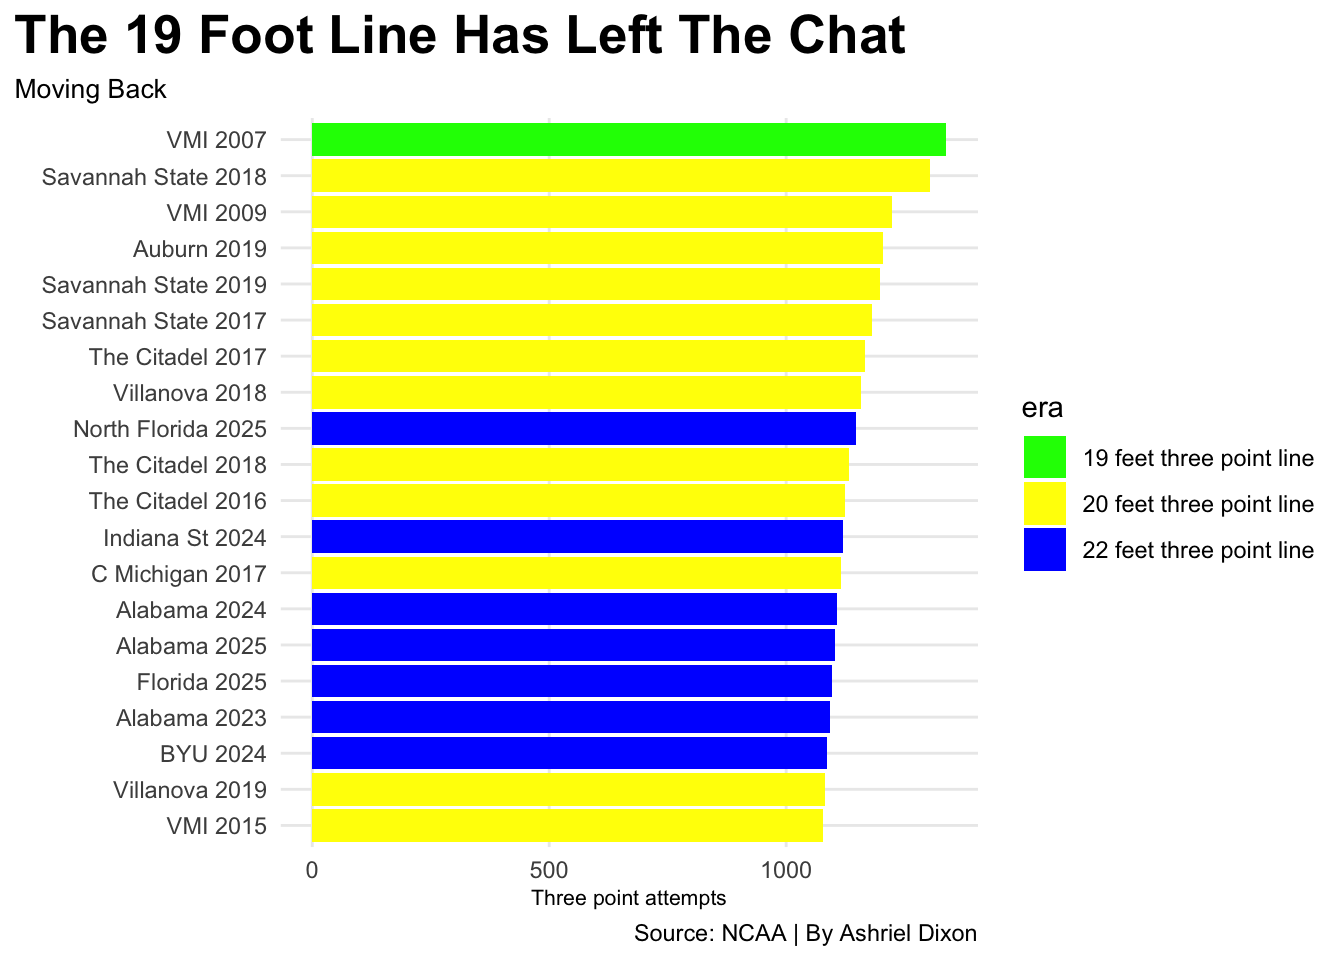 The 19 Foot Line Has Left The Chat
Moving Back
VMI 2007
Savannah State 2018
VMI 2009
Auburn 2019
Savannah State 2019
Savannah State 2017
The Citadel 2017
Villanova 2018
North Florida 2025
The Citadel 2018
The Citadel 2016
Indiana St 2024
C Michigan 2017
Alabama 2024
Alabama 2025
Florida 2025
Alabama 2023
BYU 2024
Villanova 2019
VMI 2015
0 500 1000
Three point attempts
era
19 feet three point line
20 feet three point line
22 feet three point line
Source: NCAA | By Ashriel Dixon